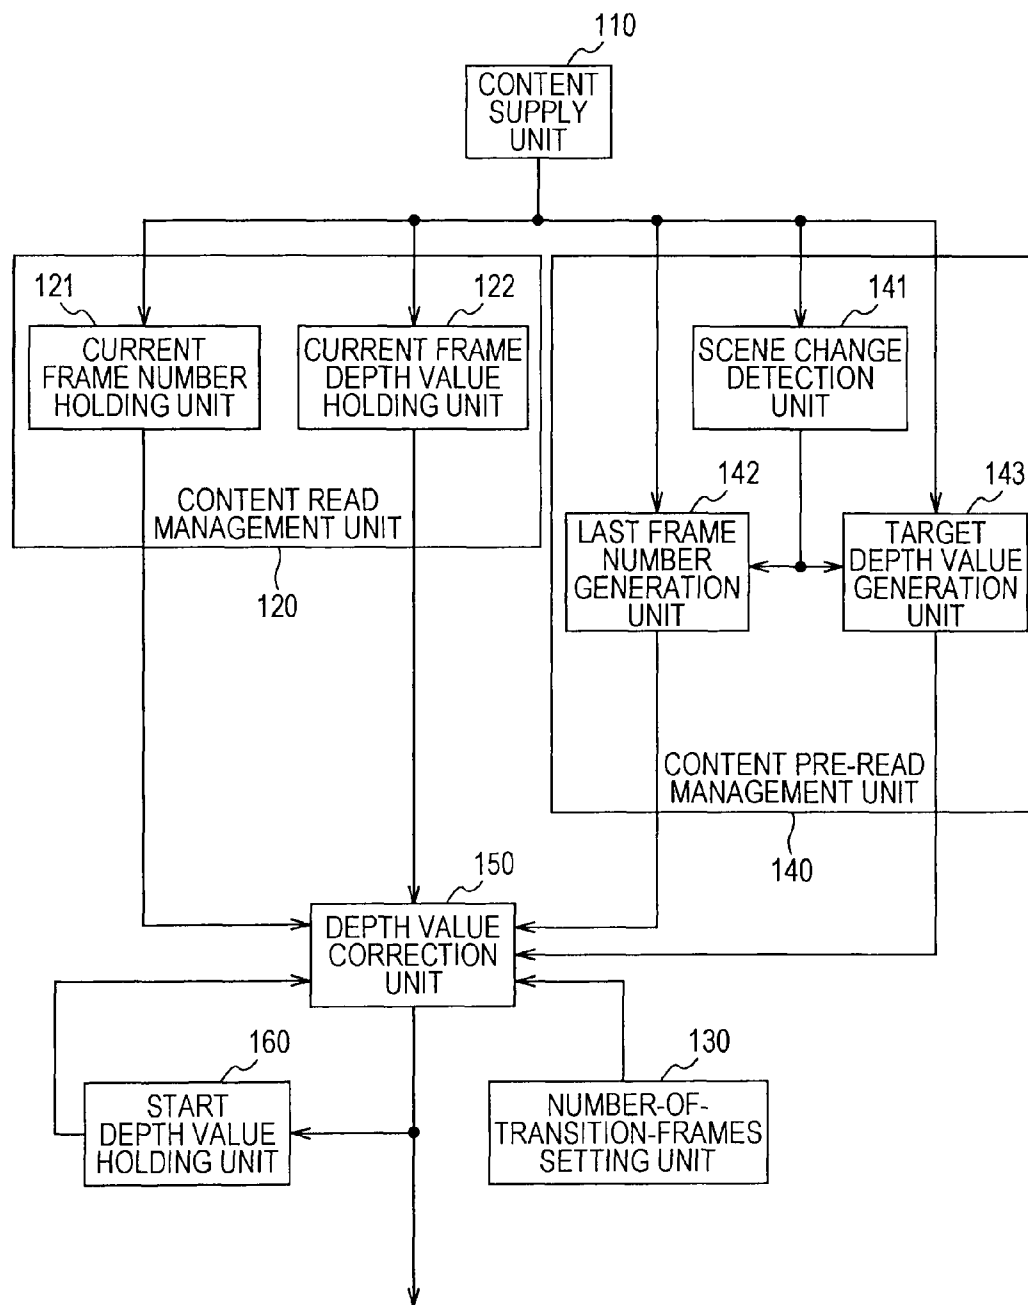 110
CONTENT
SUPPLY
UNIT
121
CURRENT
FRAME NUMBER
HOLDING UNIT
122
CURRENT FRAME
DEPTH VALUE
HOLDING UNIT
CONTENT READ
MANAGEMENT UNIT
120
141
SCENE CHANGE
DETECTION
UNIT
142
LAST FRAME
NUMBER
GENERATION
UNIT
143
TARGET
DEPTH VALUE
GENERATION
UNIT
CONTENT PRE-READ
MANAGEMENT UNIT
140
150
DEPTH VALUE
CORRECTION
UNIT
160
START
DEPTH VALUE
HOLDING UNIT
130
NUMBER-OF-
TRANSITION-FRAMES
SETTING UNIT